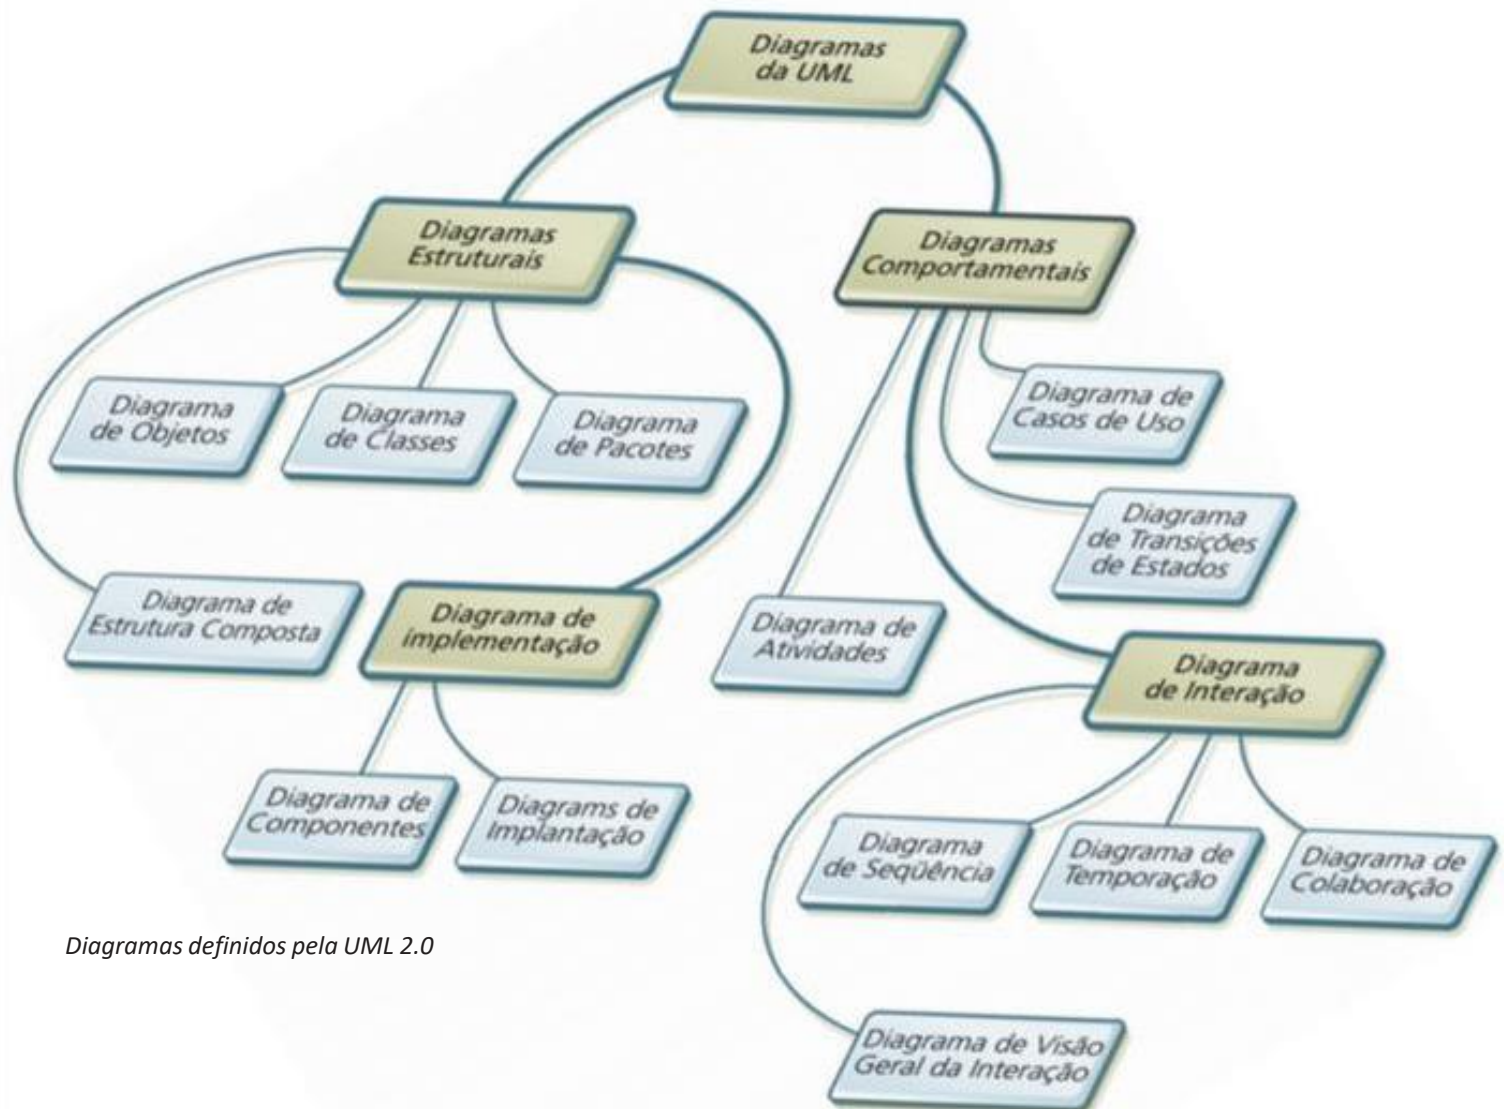 Diagramas
da UML
Diagramas
Estruturais
Diagramas
Comportamentais
Diagrama
de Objetos
Diagrama
de Classes
Diagrama
de Pacotes
Diagrama de
Casos de Uso
Diagrama
de Transições
de Estados
Diagrama de
Estrutura Composta
Diagrama de
implementação
Diagrama de
Atividades
Diagrama
de Interação
Diagrama de
Componentes
Diagrams de
Implantação
Diagrama
de Seqüência
Diagrama de
Temporação
Diagrama de
Colaboração
Diagramas definidos pela UML 2.0
Diagrama de Visão
Geral da Interação